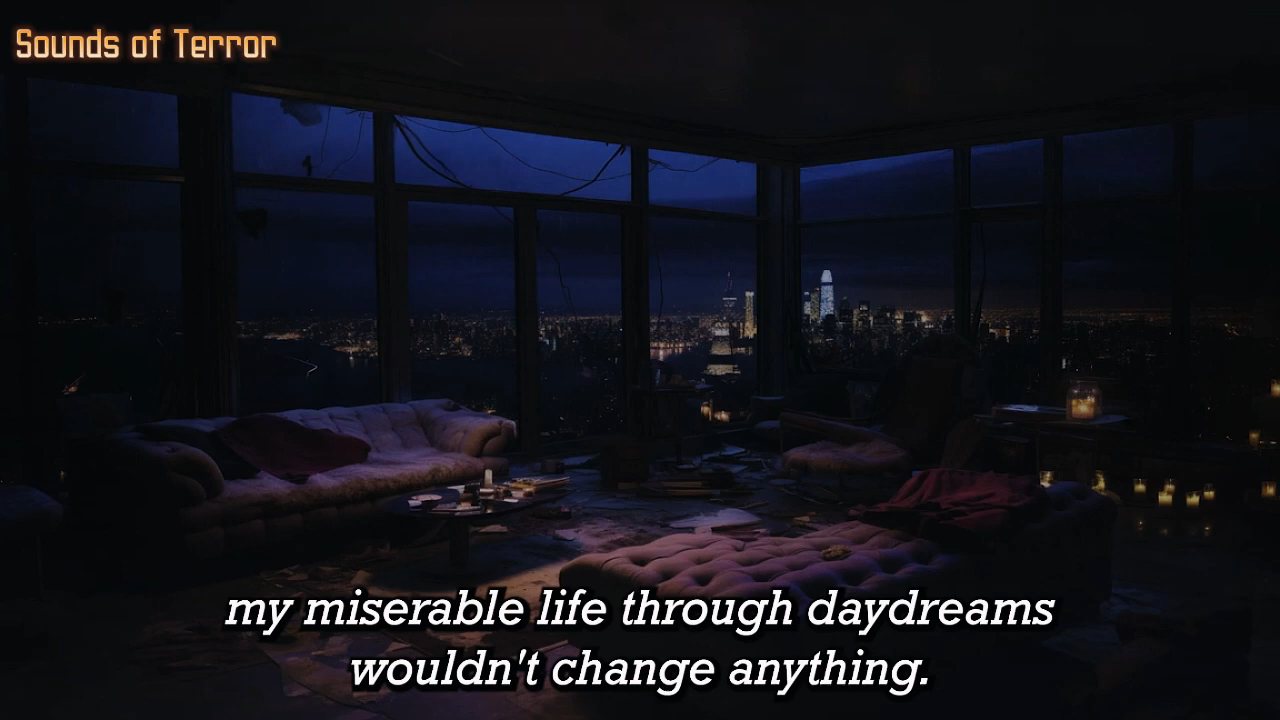 Sounds of Terror
my miserable life through daydreams
wouldn't change anything.